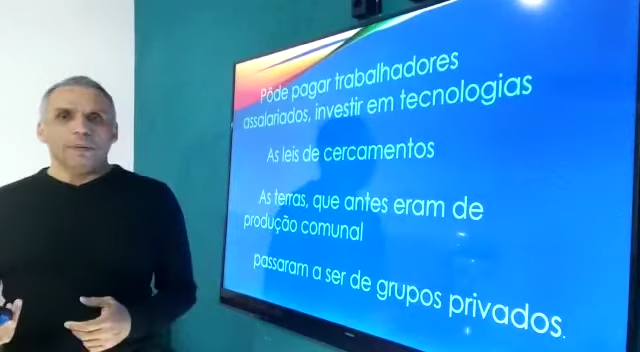 Pôde pagar trabalhadores
assalariados, investir em tecnologias
As leis de cercamentos
As terras, que antes eram de
produção comunal
passaram a ser de grupos privados.